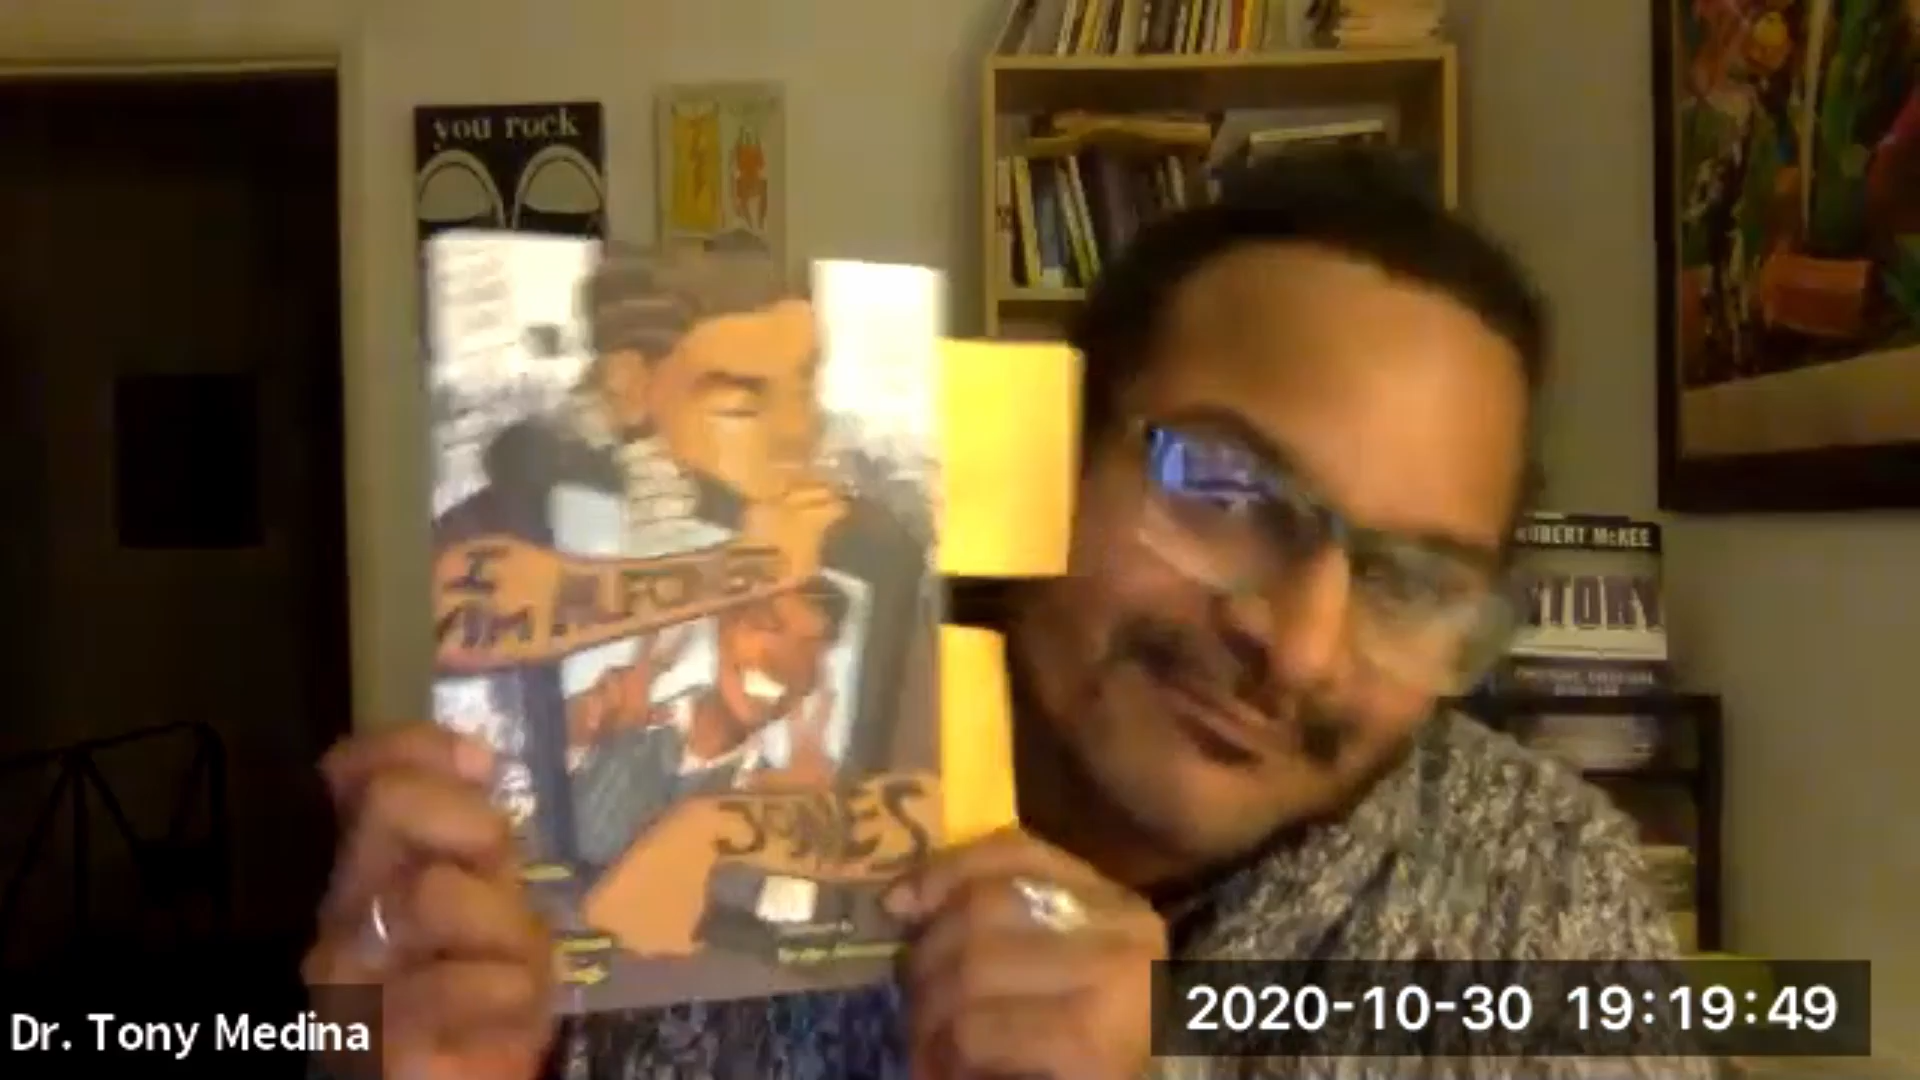 you rock
ROBERT McKEE
STORY
I
AM ALFONSO
JONES
Dr. Tony Medina
2020-10-30 19:19:49